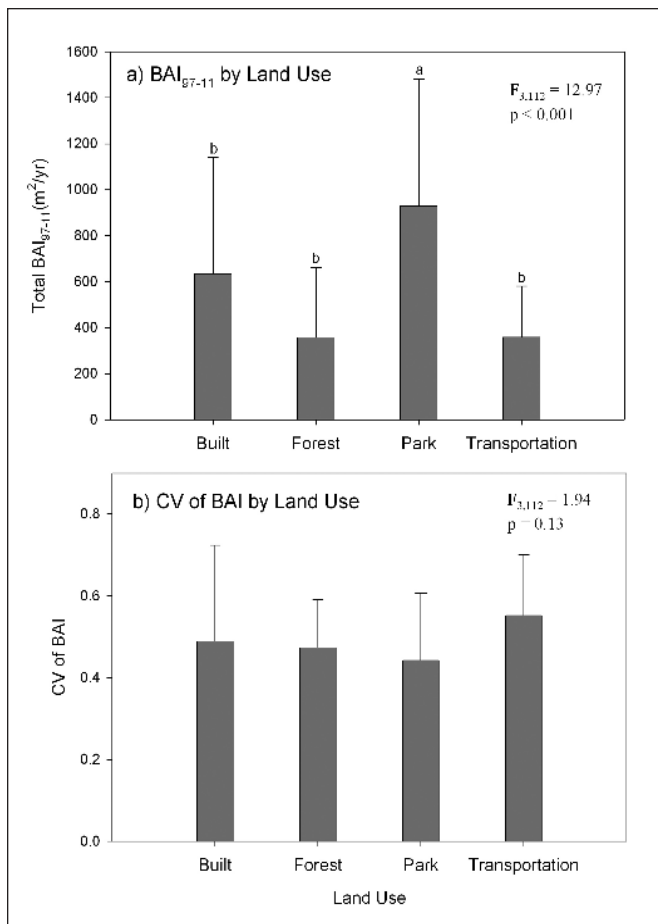 a) BAI97-11 by Land Use
F3,112 = 12.97
p < 0.001
Total BAI97-11(m²/yr)
1600
1400
1200
1000
800
600
400
200
0
b
b
a
b
Built Forest Park Transportation
b) CV of BAI by Land Use
F3,112 = 1.94
p = 0.13
CV of BAI
0.8
0.6
0.4
0.2
0.0
Built Forest Park Transportation
Land Use